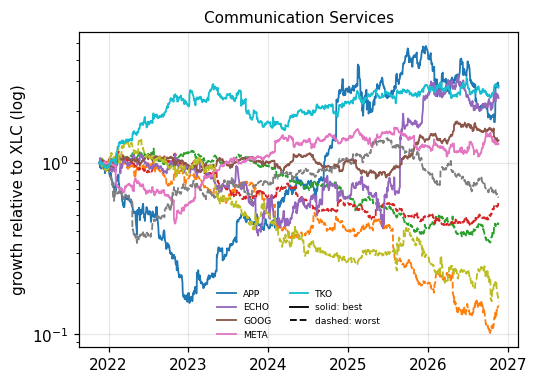 Communication Services
growth relative to XLC (log)
10⁰
10⁻¹
APP
ECHO
GOOG
META
TKO
solid: best
dashed: worst
2022 2023 2024 2025 2026 2027